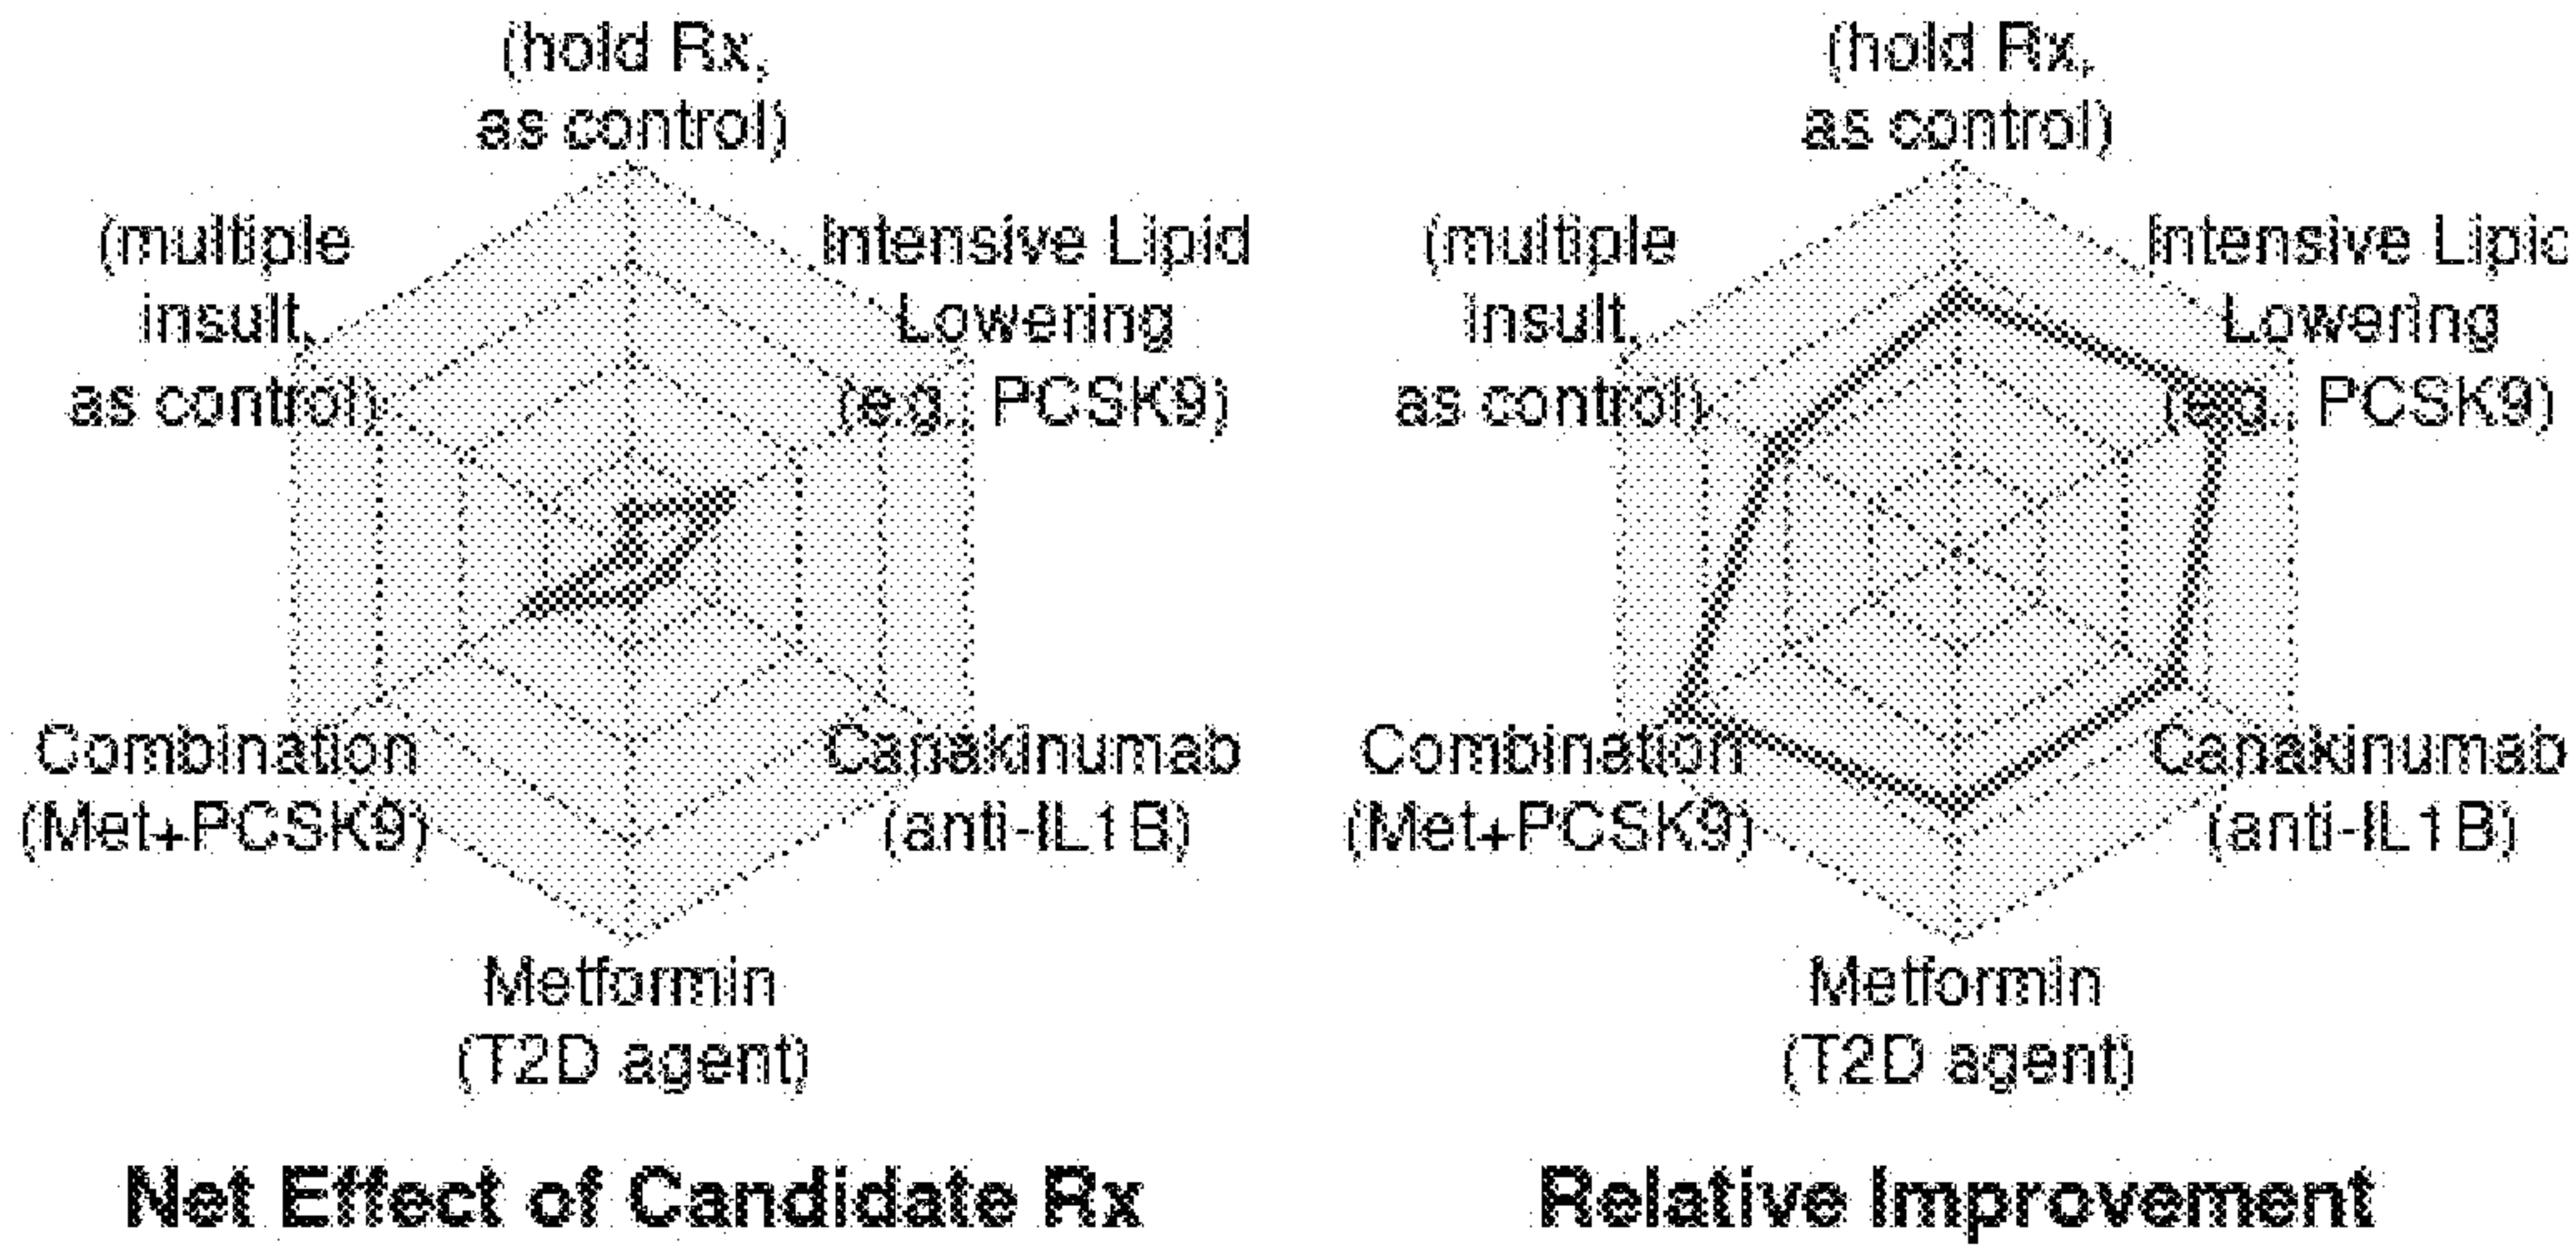 (hold Rx,
as control)
(multiple
insult,
as control)
Intensive Lipid
Lowering
(e.g., PCSK9)
Combination
(Met+PCSK9)
Canakinumab
(anti-IL1B)
Metformin
(T2D agent)
Net Effect of Candidate Rx
(hold Rx,
as control)
(multiple
insult,
as control)
Intensive Lipid
Lowering
(e.g., PCSK9)
Combination
(Met+PCSK9)
Canakinumab
(anti-IL1B)
Metformin
(T2D agent)
Relative Improvement